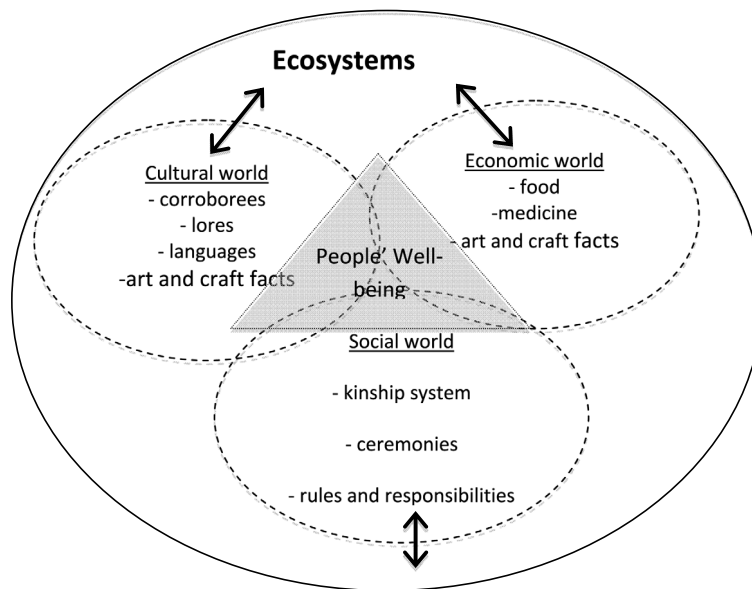 Ecosystems
Cultural world
- corroborees
- lores
- languages
-art and craft facts
Economic world
- food
-medicine
- art and craft facts
People’ Well-
being
Social world
- kinship system
- ceremonies
- rules and responsibilities